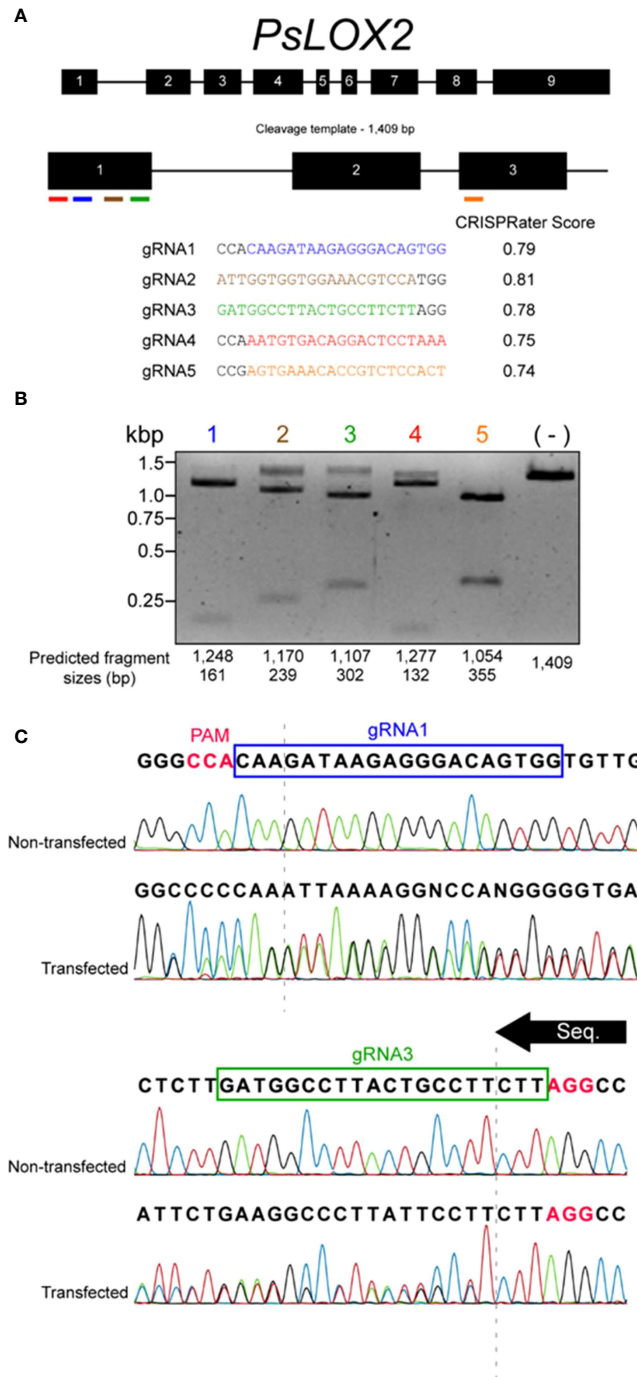 A
PsLOX2
1 2 3 4 5 6 7 8 9
Cleavage template - 1,409 bp
1 2 3
CRISPRater Score
gRNA1 CCACAAGATAAGAGGGACAGTGG 0.79
gRNA2 ATTGGTGGTGGAAACGTCCATGG 0.81
gRNA3 GATGGCCTTACTGCCTTCTTAGG 0.78
gRNA4 CCAAATGTGACAGGACTCCTAAA 0.75
gRNA5 CCGAGTGAAACACCGTCTCCACT 0.74
B
kbp 1 2 3 4 5 (-)
1.5
1.0
0.75
0.5
0.25
Predicted fragment sizes (bp)
1,248 1,170 1,107 1,277 1,054 1,409
161 239 302 132 355
C
PAM gRNA1
GGGCCACAAGATAAGAGGGACAGTGGTGTTG
Non-transfected
GGCCCCCAAATTAAAAGGNCCANGGGGGTGA
Transfected
Seq.
gRNA3
CTCTTGATGGCCTTACTGCCTTCTTAGGCC
Non-transfected
ATTCTGAAGGCCCTTATTCCTTCTTAGGCC
Transfected